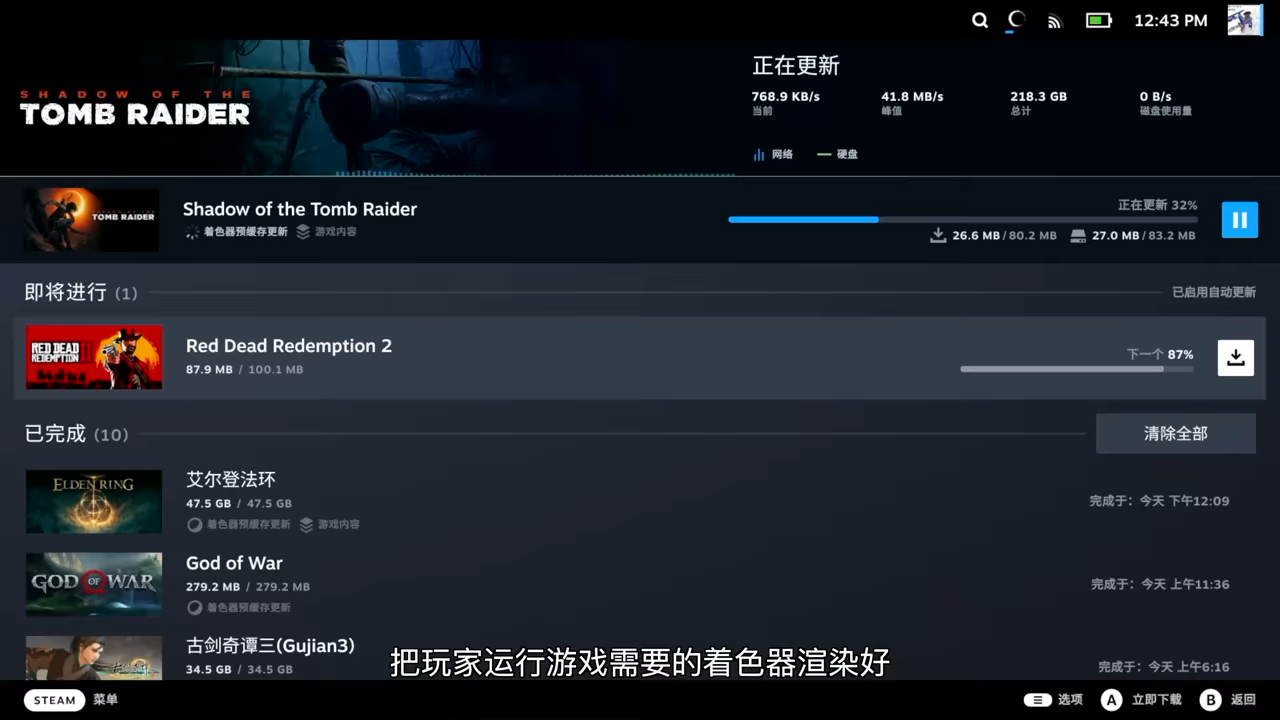 12:43 PM
SHADOW OF THE
TOMB RAIDER
正在更新
768.9 KB/s 41.8 MB/s 218.3 GB 0 B/s
当前 峰值 总计 磁盘使用量
网络 硬盘
TOMB RAIDER
Shadow of the Tomb Raider
着色器预缓存更新 游戏内容
正在更新 32%
26.6 MB/80.2 MB 27.0 MB/83.2 MB
即将进行 (1) 已启用自动更新
RED DEAD
REDEMPTION II
Red Dead Redemption 2
87.9 MB / 100.1 MB
下一个 87%
已完成 (10) 清除全部
ELDEN RING
艾尔登法环
47.5 GB / 47.5 GB
着色器预缓存更新 游戏内容
完成于：今天 下午12:09
GOD OF WAR
God of War
279.2 MB / 279.2 MB
着色器预缓存更新
完成于：今天 上午11:36
古剑奇谭三(Gujian3)
34.5 GB / 34.5 GB
完成于：今天 上午6:16
把玩家运行游戏需要的着色器渲染好
STEAM 菜单 选项 A 立即下载 B 返回